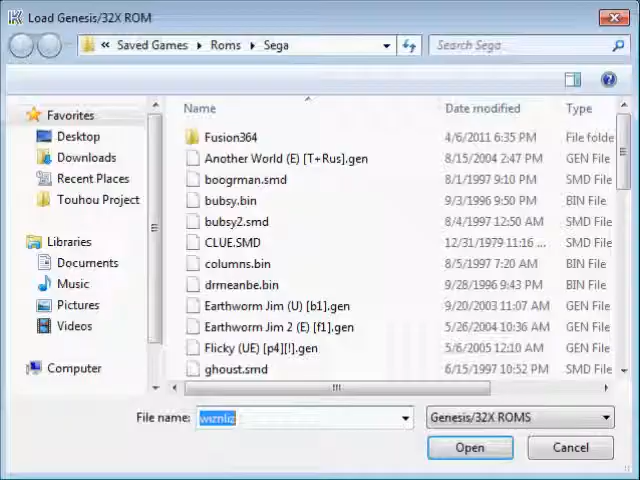 Load Genesis/32X ROM
« Saved Games ▸ Roms ▸ Sega
Search Sega
Favorites
Desktop
Downloads
Recent Places
Touhou Project
Libraries
Documents
Music
Pictures
Videos
Computer
Name Date modified Type
Fusion364 4/6/2011 6:35 PM File folde
Another World (E) [T+Rus].gen 8/15/2004 2:47 PM GEN File
boogrman.smd 8/1/1997 9:10 PM SMD File
bubsy.bin 9/3/1996 9:50 PM BIN File
bubsy2.smd 8/4/1997 12:50 AM SMD File
CLUE.SMD 12/31/1979 11:16 ... SMD File
columns.bin 8/5/1997 7:20 AM BIN File
drmeanbe.bin 9/28/1996 9:43 PM BIN File
Earthworm Jim (U) [b1].gen 9/20/2003 11:07 AM GEN File
Earthworm Jim 2 (E) [f1].gen 5/26/2004 10:36 AM GEN File
Flicky (UE) [p4][!].gen 5/6/2005 12:10 AM GEN File
ghoust.smd 6/15/1997 10:52 PM SMD File
File name: wiznliz Genesis/32X ROMS
Open Cancel